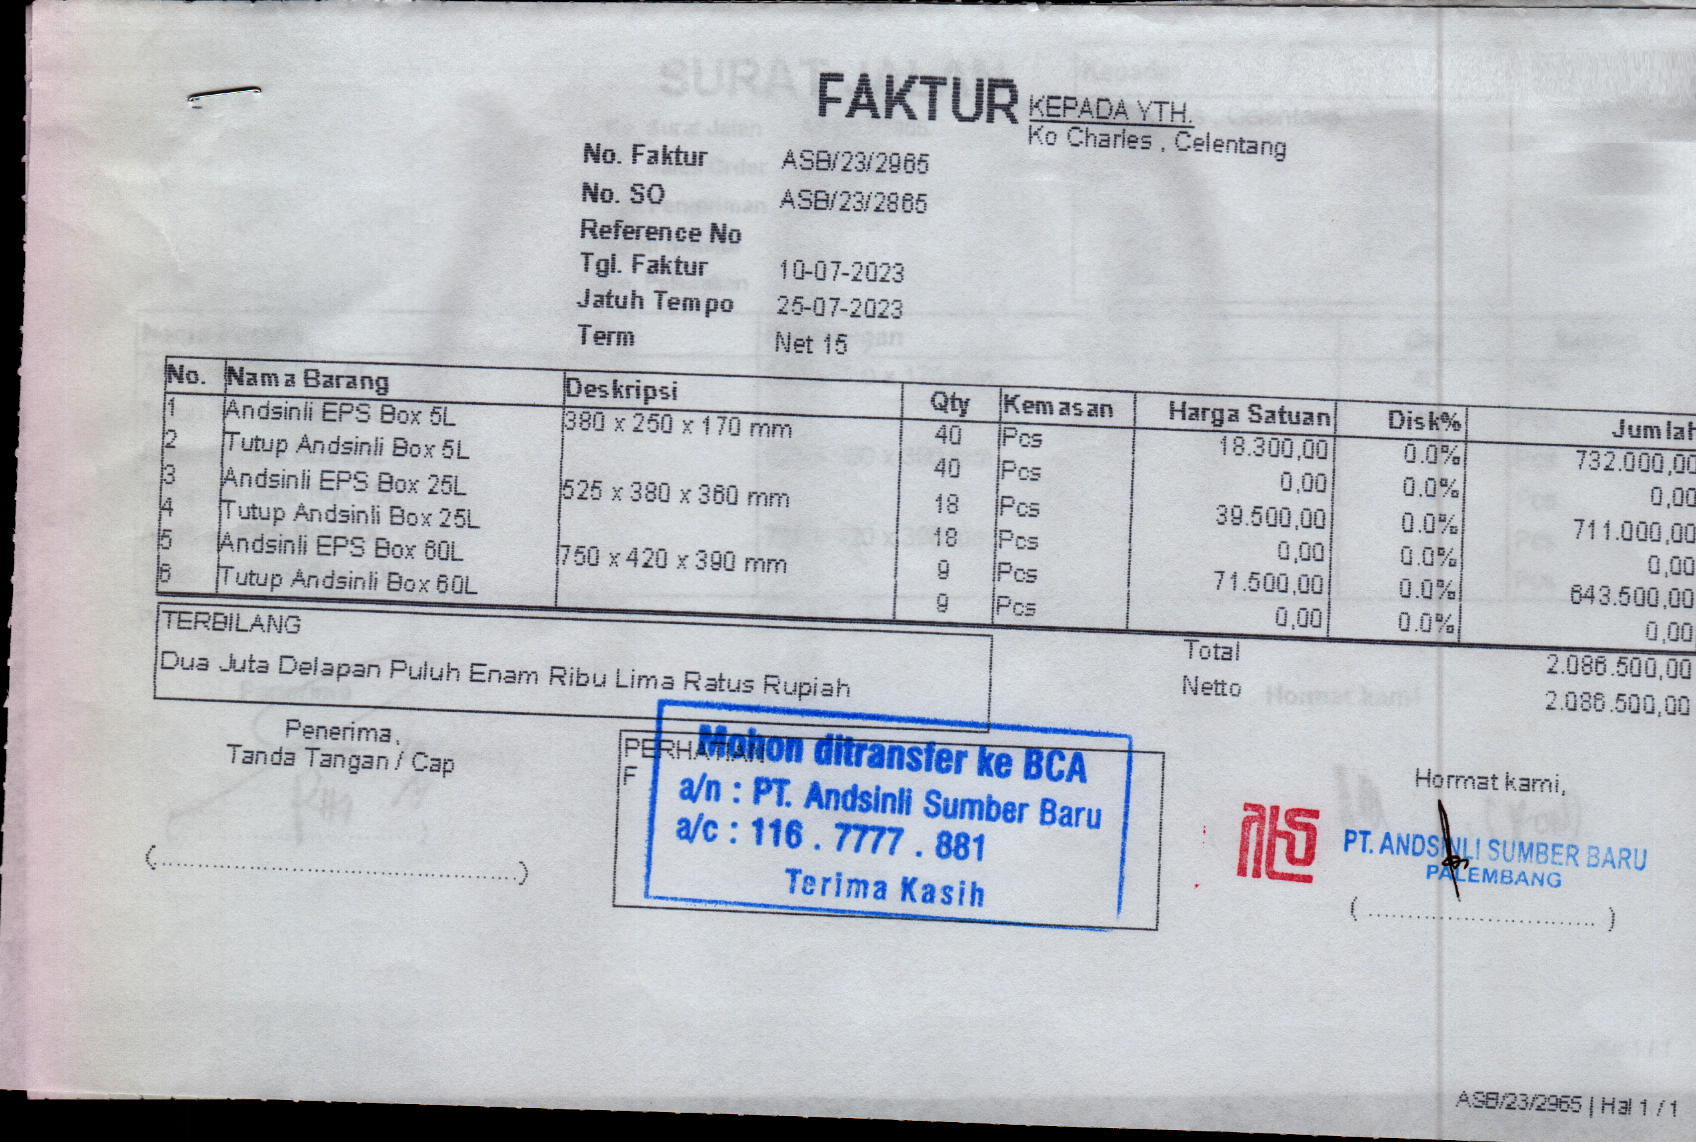 FAKTUR
KEPADA YTH.
Ko Charles , Celentang
No. Faktur ASB/23/2965
No. SO ASB/23/2865
Reference No
Tgl. Faktur 10-07-2023
Jatuh Tempo 25-07-2023
Term Net 15
No. Nama Barang Deskripsi Qty Kemasan Harga Satuan Disk% Jumlah
1 Andsinli EPS Box 5L 380 x 250 x 170 mm 40 Pcs 18.300,00 0.0% 732.000,00
2 Tutup Andsinli Box 5L 40 Pcs 0,00 0.0% 0,00
3 Andsinli EPS Box 25L 525 x 380 x 360 mm 18 Pcs 39.500,00 0.0% 711.000,00
4 Tutup Andsinli Box 25L 18 Pcs 0,00 0.0% 0,00
5 Andsinli EPS Box 60L 750 x 420 x 390 mm 9 Pcs 71.500,00 0.0% 643.500,00
6 Tutup Andsinli Box 60L 9 Pcs 0,00 0.0% 0,00
TERBILANG
Dua Juta Delapan Puluh Enam Ribu Lima Ratus Rupiah
Total 2.086.500,00
Netto 2.086.500,00
Penerima,
Tanda Tangan / Cap
(........................................................)
PERHATIAN
F
Mohon ditransfer ke BCA
a/n : PT. Andsinli Sumber Baru
a/c : 116 . 7777 . 881
Terima Kasih
Hormat kami,
PT. ANDSINLI SUMBER BARU
PALEMBANG
( .................................... )
ASB/23/2965 | Hal 1 / 1